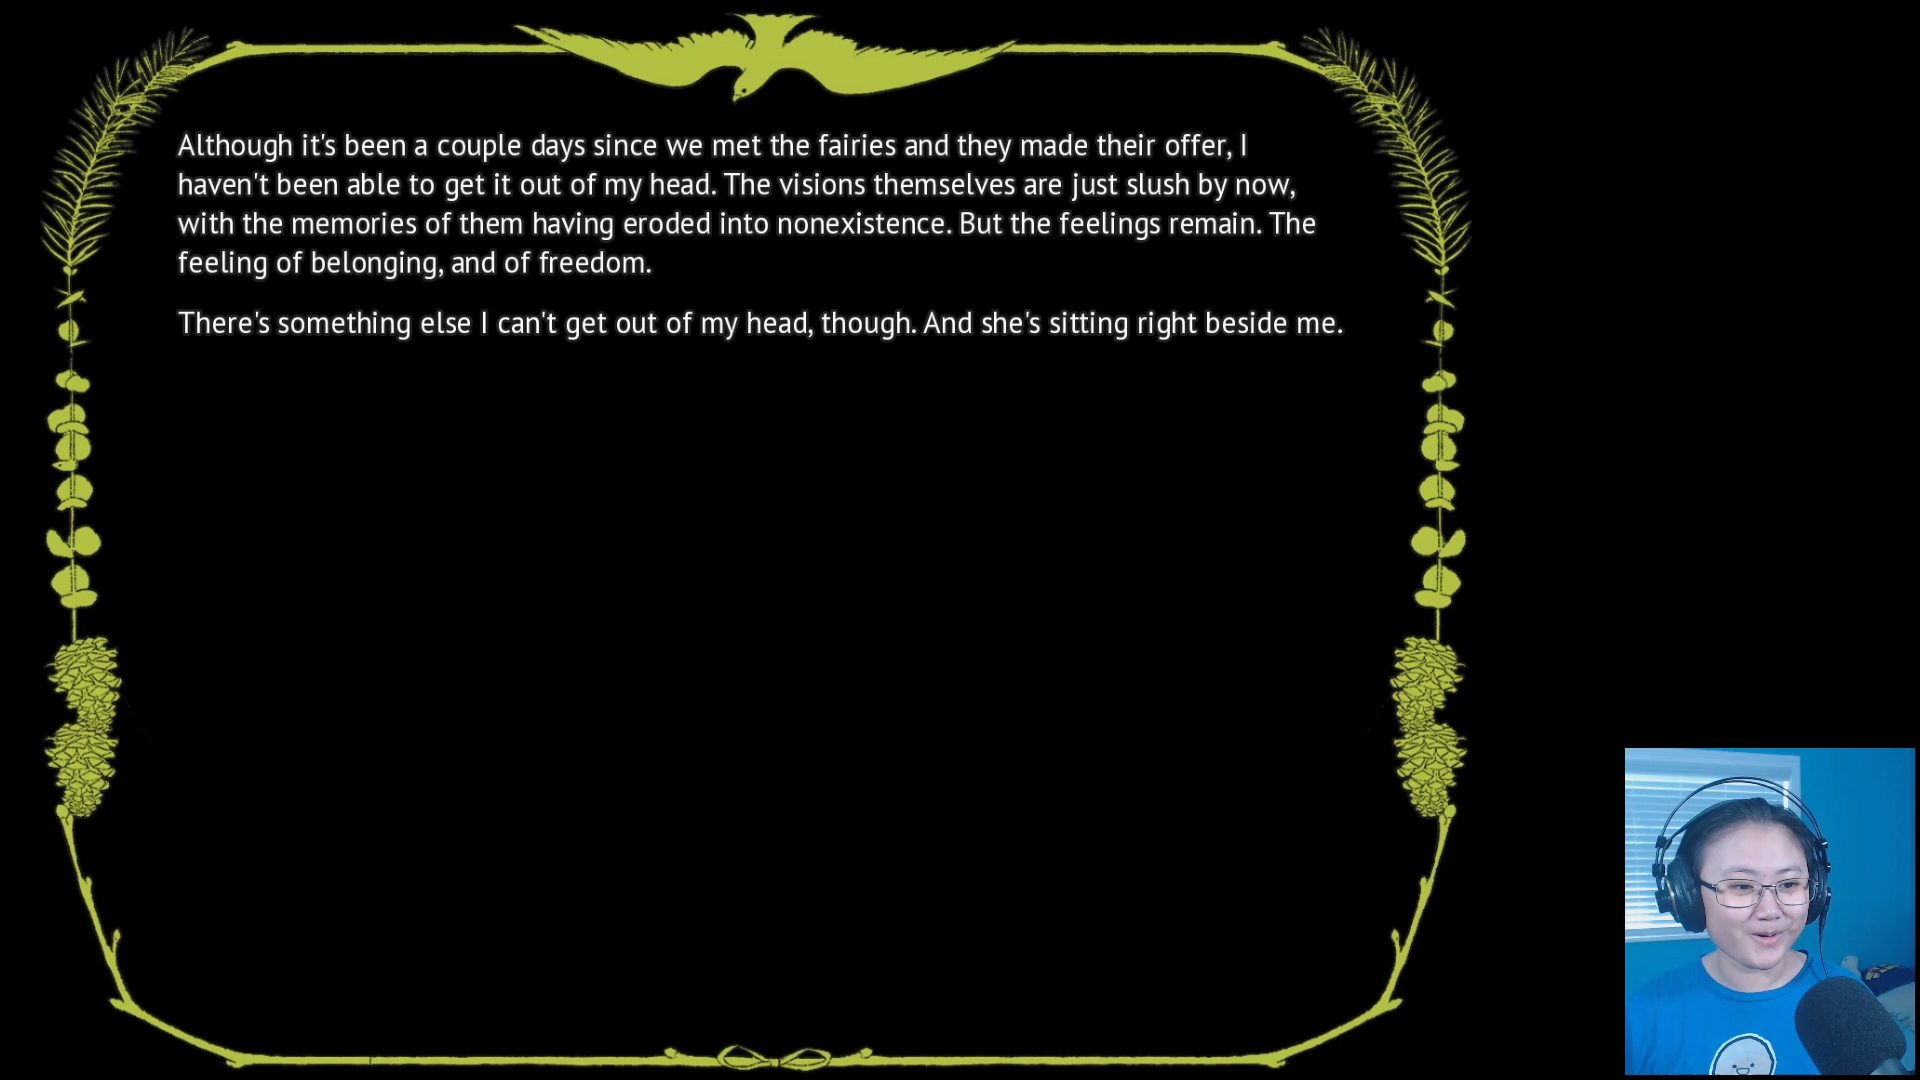 Although it's been a couple days since we met the fairies and they made their offer, I
haven't been able to get it out of my head. The visions themselves are just slush by now,
with the memories of them having eroded into nonexistence. But the feelings remain. The
feeling of belonging, and of freedom.
There's something else I can't get out of my head, though. And she's sitting right beside me.